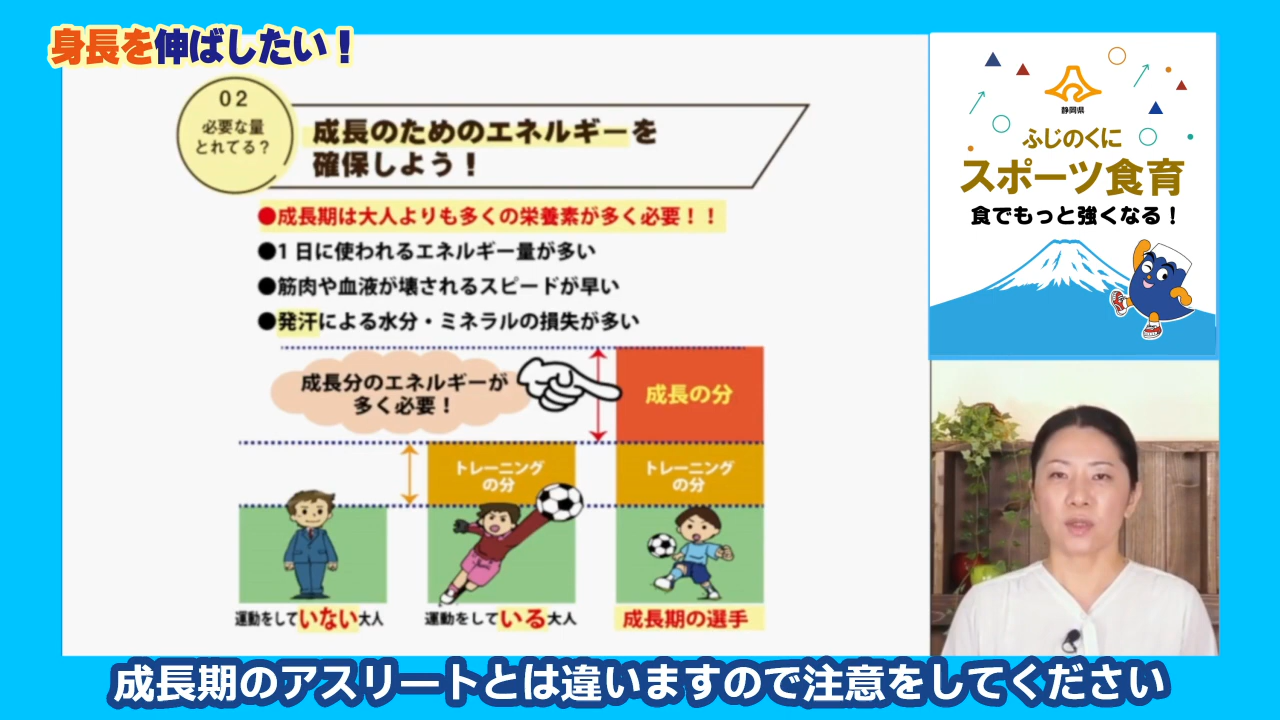 身長を伸ばしたい！
02
必要な量
とれてる？
成長のためのエネルギーを
確保しよう！
●成長期は大人よりも多くの栄養素が多く必要！！
●1日に使われるエネルギー量が多い
●筋肉や血液が壊されるスピードが早い
●発汗による水分・ミネラルの損失が多い
成長分のエネルギーが
多く必要！
成長の分
トレーニング
の分
トレーニング
の分
運動をしていない大人
運動をしている大人
成長期の選手
静岡県
ふじのくに
スポーツ食育
食でもっと強くなる！
成長期のアスリートとは違いますので注意をしてください